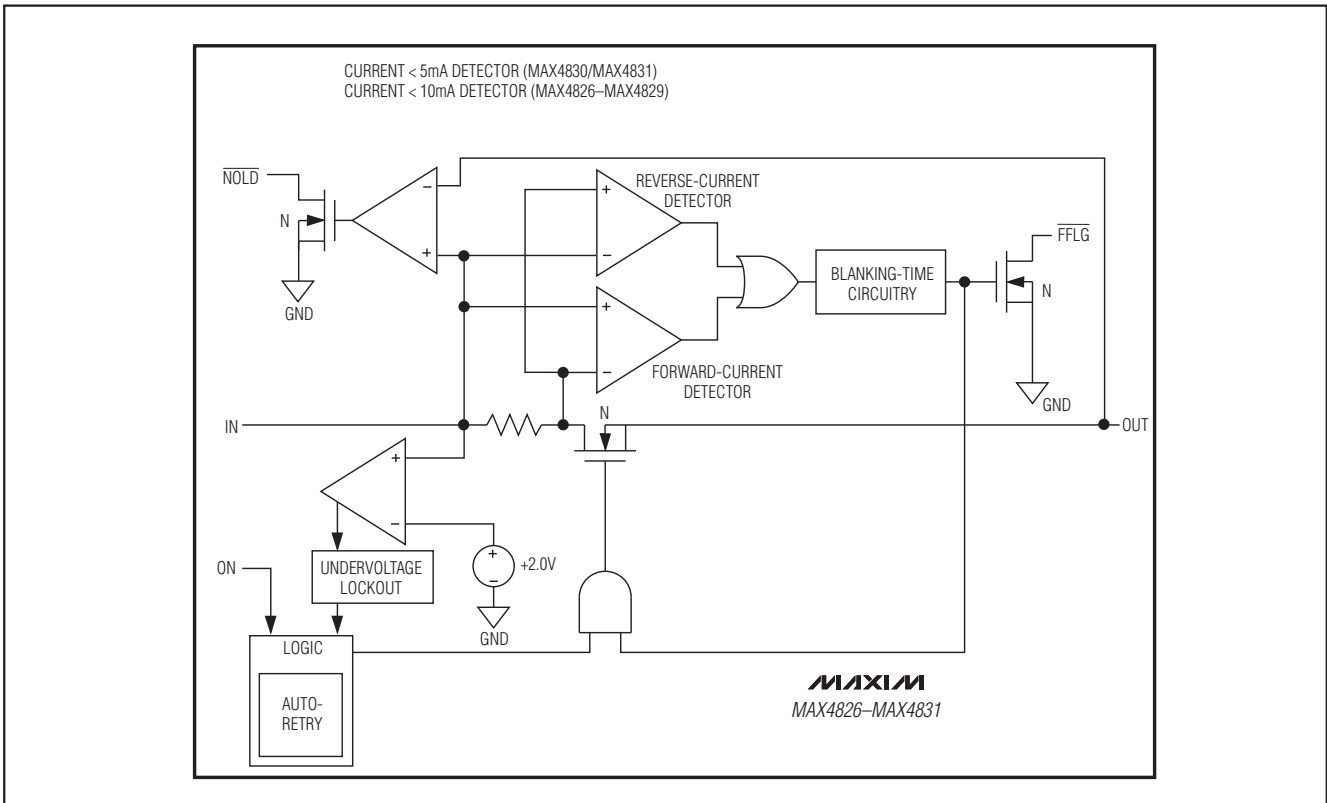 CURRENT < 5mA DETECTOR (MAX4830/MAX4831)
CURRENT < 10mA DETECTOR (MAX4826–MAX4829)
NOLD
N
GND
-
+
REVERSE-CURRENT
DETECTOR
+
-
+
-
FORWARD-CURRENT
DETECTOR
BLANKING-TIME
CIRCUITRY
FFLG
N
GND
IN
N
OUT
+
-
ON
UNDERVOLTAGE
LOCKOUT
+
-
+2.0V
GND
LOGIC
AUTO-
RETRY
MAXIM
MAX4826–MAX4831